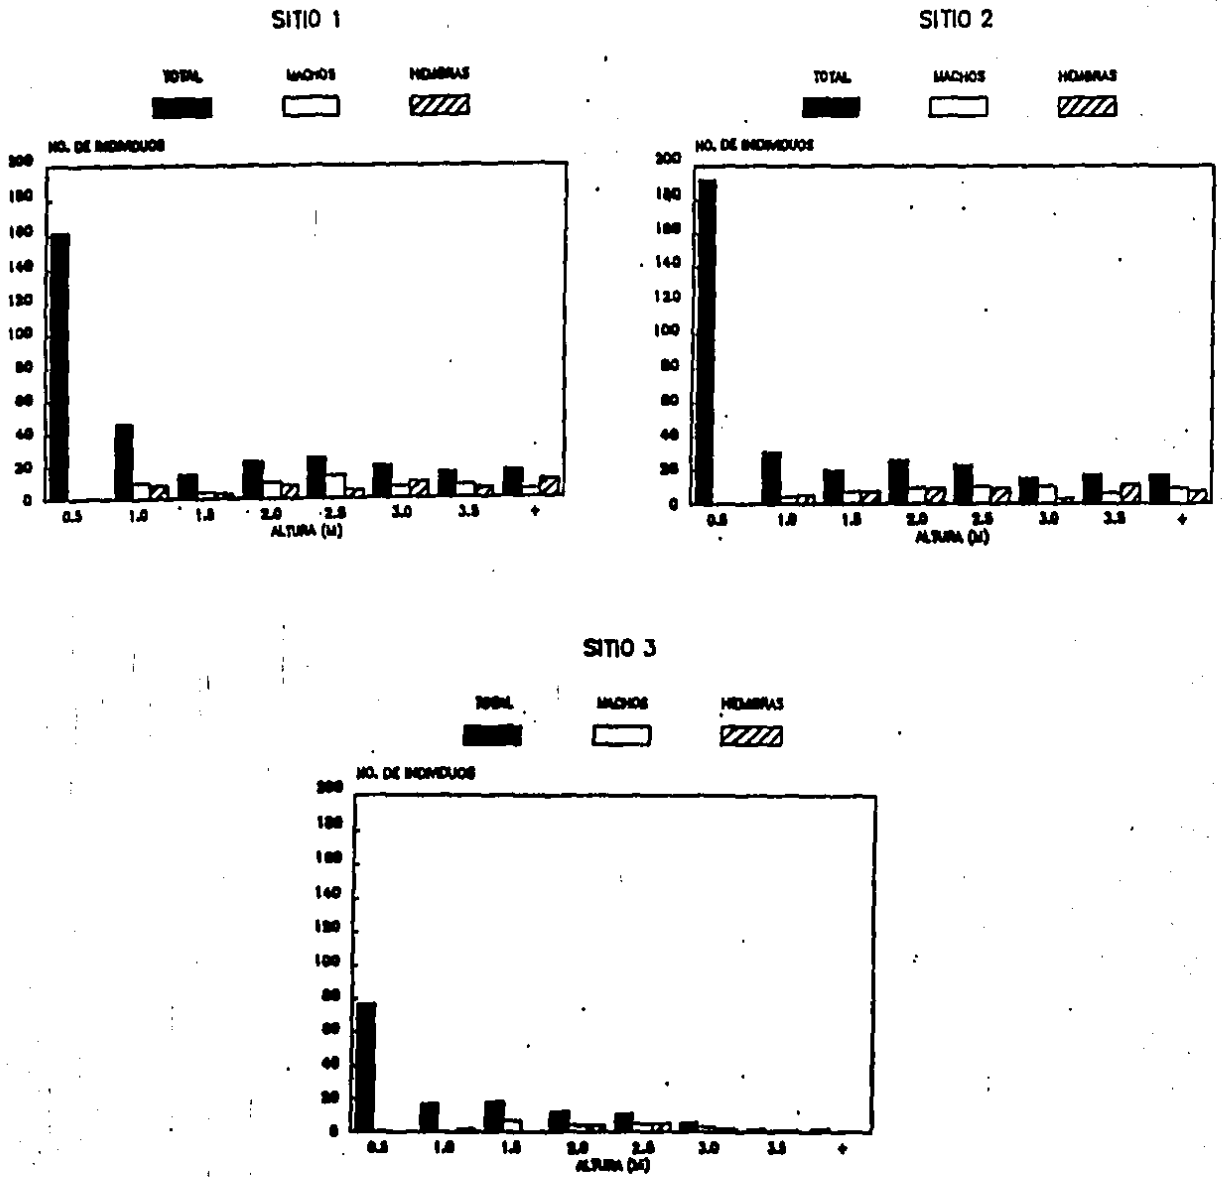 SITIO 1
TOTAL MACHOS HEMBRAS
NO. DE INDIVIDUOS
200
180
160
140
120
100
80
60
40
20
0
0.5 1.0 1.5 2.0 2.5 3.0 3.5 +
ALTURA (M)
SITIO 2
TOTAL MACHOS HEMBRAS
NO. DE INDIVIDUOS
200
180
160
140
120
100
80
60
40
20
0
0.5 1.0 1.5 2.0 2.5 3.0 3.5 +
ALTURA (M)
SITIO 3
TOTAL MACHOS HEMBRAS
NO. DE INDIVIDUOS
200
180
160
140
120
100
80
60
40
20
0
0.5 1.0 1.5 2.0 2.5 3.0 3.5 +
ALTURA (M)